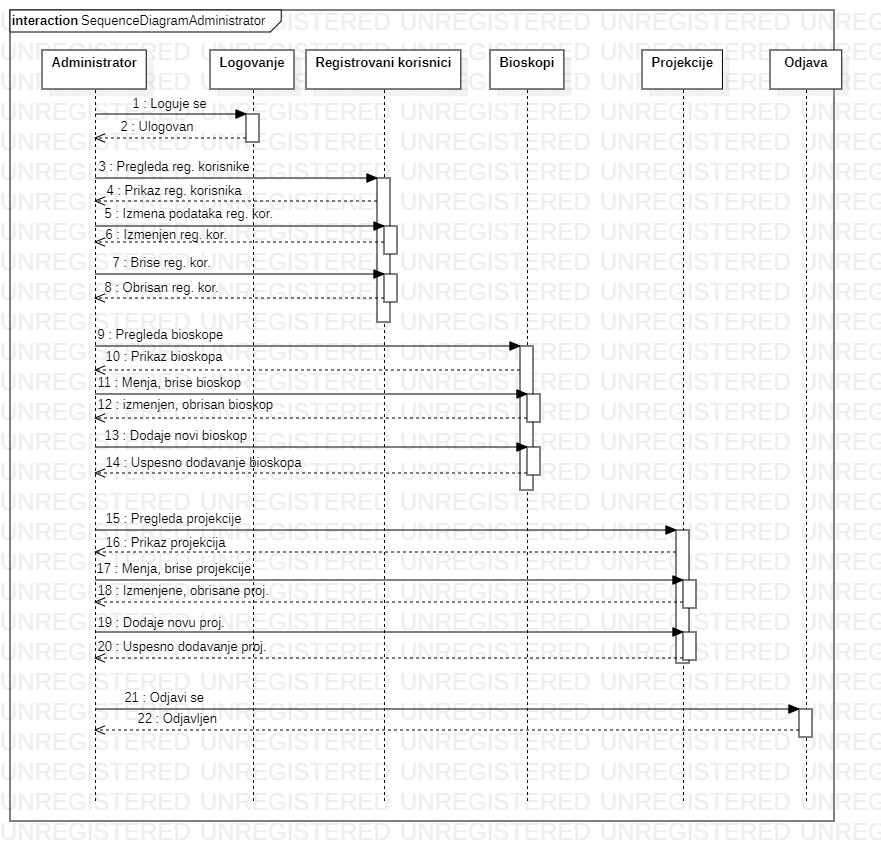 interaction SequenceDiagramAdministrator
Administrator
Logovanje
Registrovani korisnici
Bioskopi
Projekcije
Odjava
1 : Loguje se
2 : Ulogovan
3 : Pregleda reg. korisnike
4 : Prikaz reg. korisnika
5 : Izmena podataka reg. kor.
6 : Izmenjen reg. kor.
7 : Brise reg. kor.
8 : Obrisan reg. kor.
9 : Pregleda bioskope
10 : Prikaz bioskopa
11 : Menja, brise bioskop
12 : izmenjen, obrisan bioskop
13 : Dodaje novi bioskop
14 : Uspesno dodavanje bioskopa
15 : Pregleda projekcije
16 : Prikaz projekcija
17 : Menja, brise projekcije
18 : Izmenjene, obrisane proj.
19 : Dodaje novu proj.
20 : Uspesno dodavanje proj.
21 : Odjavi se
22 : Odjavljen
UNREGISTERED